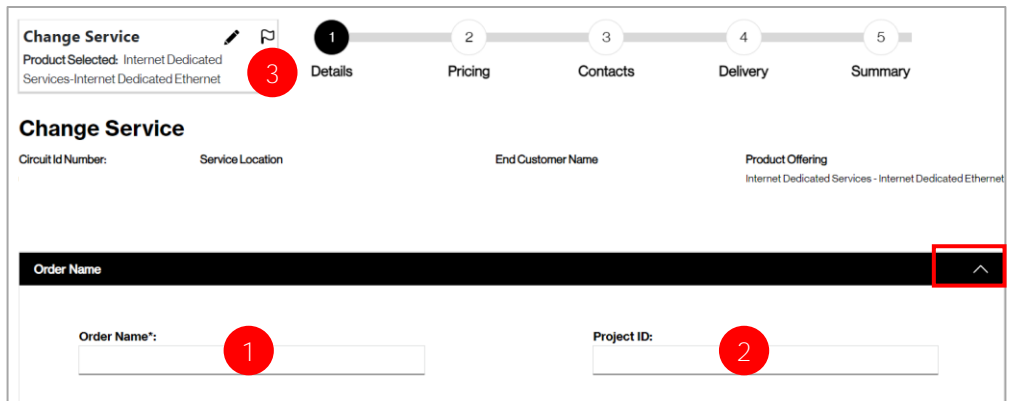 Change Service
Product Selected: Internet Dedicated
Services-Internet Dedicated Ethernet
3
1
2
3
4
5
Details
Pricing
Contacts
Delivery
Summary
Change Service
Circuit Id Number:
Service Location
End Customer Name
Product Offering
Internet Dedicated Services - Internet Dedicated Ethernet
Order Name
Order Name*:
1
Project ID:
2